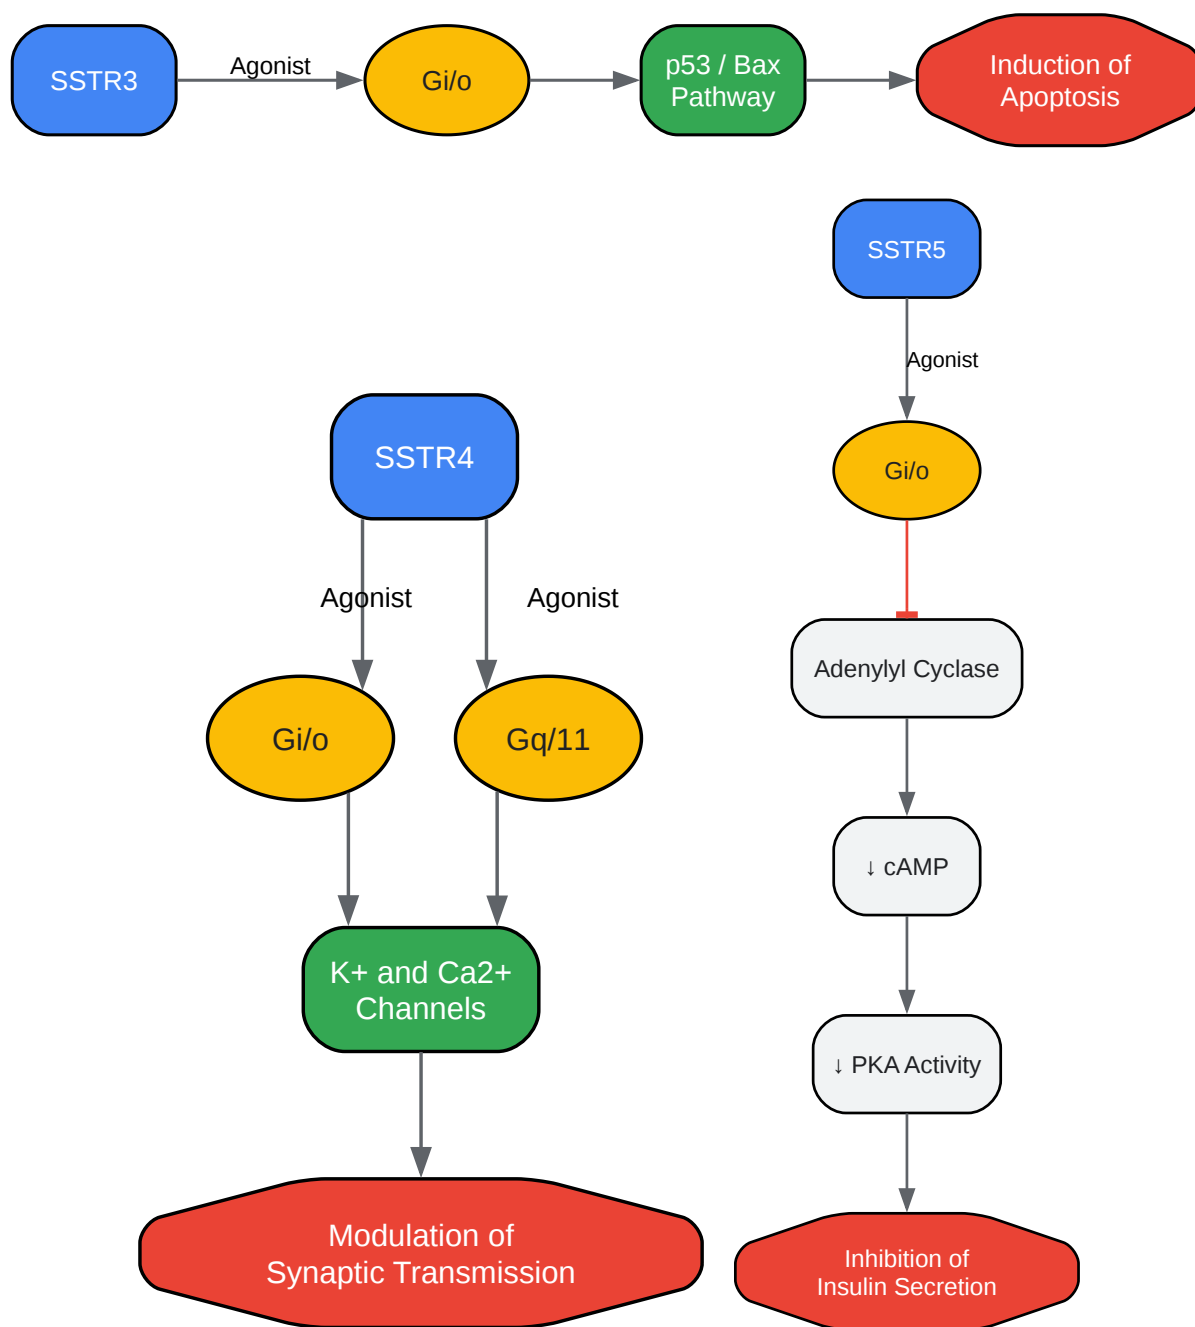 SSTR3
Agonist
Gi/o
p53 / Bax
Pathway
Induction of
Apoptosis
SSTR4
Agonist
Agonist
Gi/o
Gq/11
K+ and Ca2+
Channels
Modulation of
Synaptic Transmission
SSTR5
Agonist
Gi/o
Adenylyl Cyclase
↓ cAMP
↓ PKA Activity
Inhibition of
Insulin Secretion